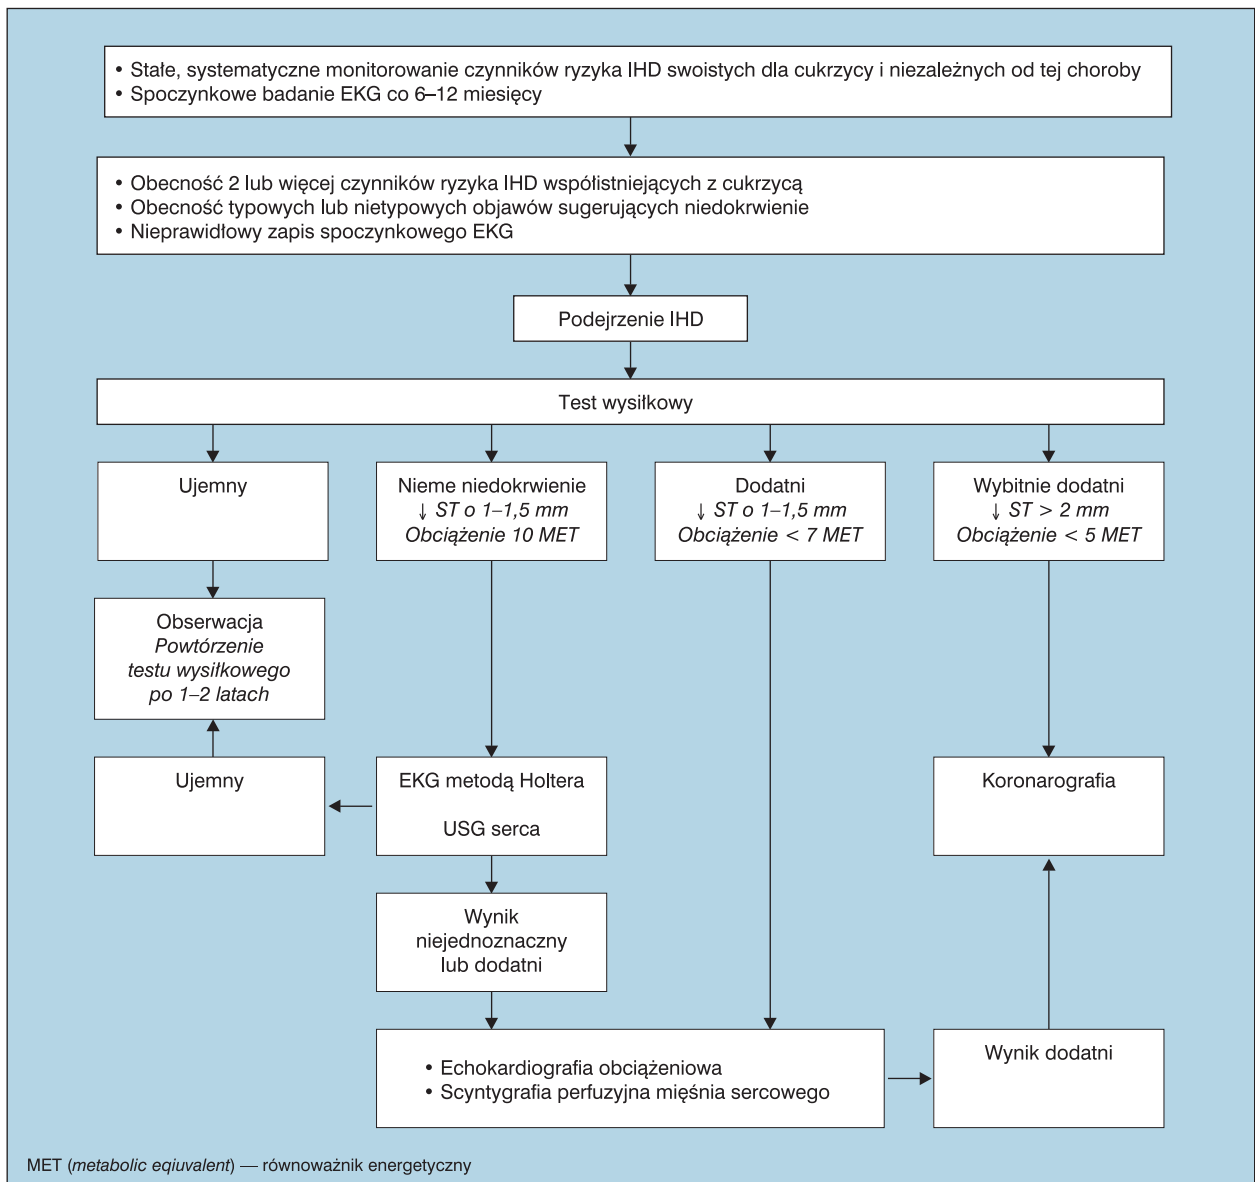 • Stałe, systematyczne monitorowanie czynników ryzyka IHD swoistych dla cukrzycy i niezależnych od tej choroby
• Spoczynkowe badanie EKG co 6–12 miesięcy
• Obecność 2 lub więcej czynników ryzyka IHD współistniejących z cukrzycą
• Obecność typowych lub nietypowych objawów sugerujących niedokrwienie
• Nieprawidłowy zapis spoczynkowego EKG
Podejrzenie IHD
Test wysiłkowy
Ujemny
Nieme niedokrwienie
↓ ST o 1–1,5 mm
Obciążenie 10 MET
Dodatni
↓ ST o 1–1,5 mm
Obciążenie < 7 MET
Wybitnie dodatni
↓ ST > 2 mm
Obciążenie < 5 MET
Obserwacja
Powtórzenie
testu wysiłkowego
po 1–2 latach
Ujemny
EKG metodą Holtera
USG serca
Koronarografia
Wynik
niejednoznaczny
lub dodatni
• Echokardiografia obciążeniowa
• Scyntygrafia perfuzyjna mięśnia sercowego
Wynik dodatni
MET (metabolic eqiuvalent) — równoważnik energetyczny